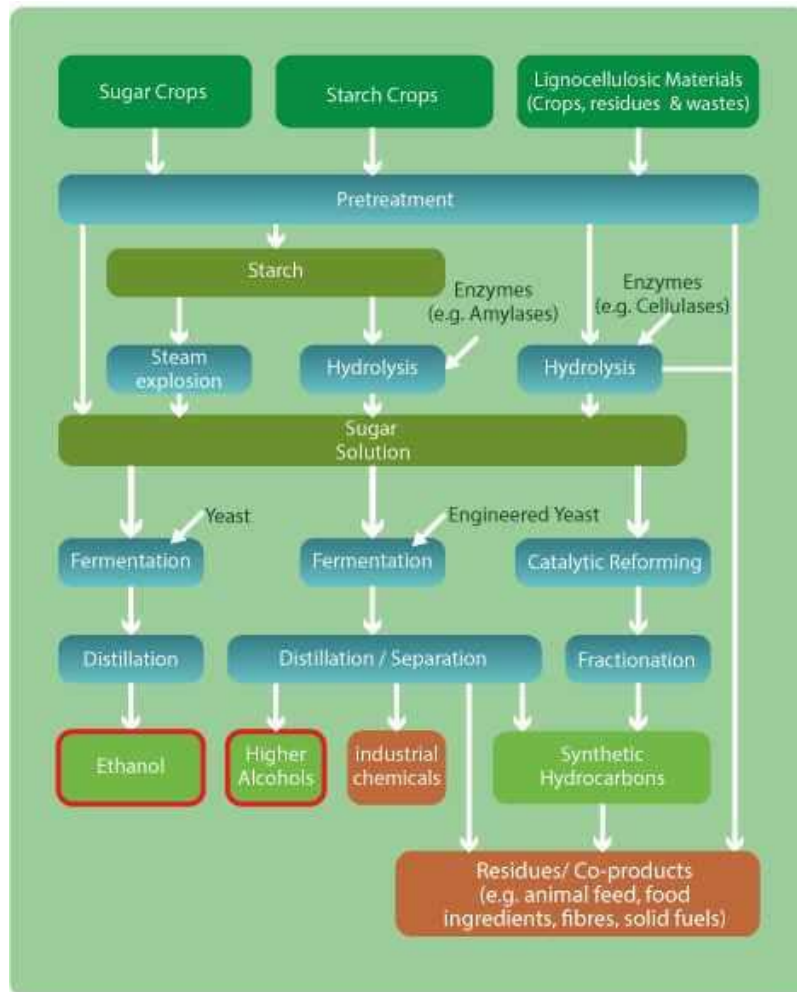 Sugar Crops
Starch Crops
Lignocellulosic Materials
(Crops, residues & wastes)
Pretreatment
Starch
Enzymes
(e.g. Amylases)
Enzymes
(e.g. Cellulases)
Steam
explosion
Hydrolysis
Hydrolysis
Sugar
Solution
Yeast
Engineered Yeast
Fermentation
Fermentation
Catalytic Reforming
Distillation
Distillation / Separation
Fractionation
Ethanol
Higher
Alcohols
industrial
chemicals
Synthetic
Hydrocarbons
Residues/ Co-products
(e.g. animal feed, food
ingredients, fibres, solid fuels)